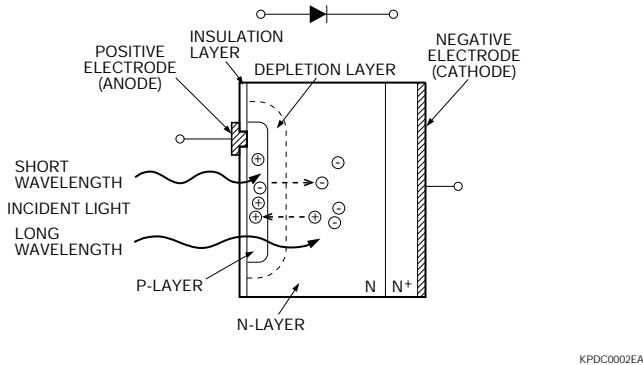 INSULATION
LAYER
POSITIVE
ELECTRODE
(ANODE)
DEPLETION LAYER
NEGATIVE
ELECTRODE
(CATHODE)
SHORT
WAVELENGTH
INCIDENT LIGHT
LONG
WAVELENGTH
+
-
-
-
+
+
+
-
-
P-LAYER
N-LAYER
N
N+
KPDC0002EA